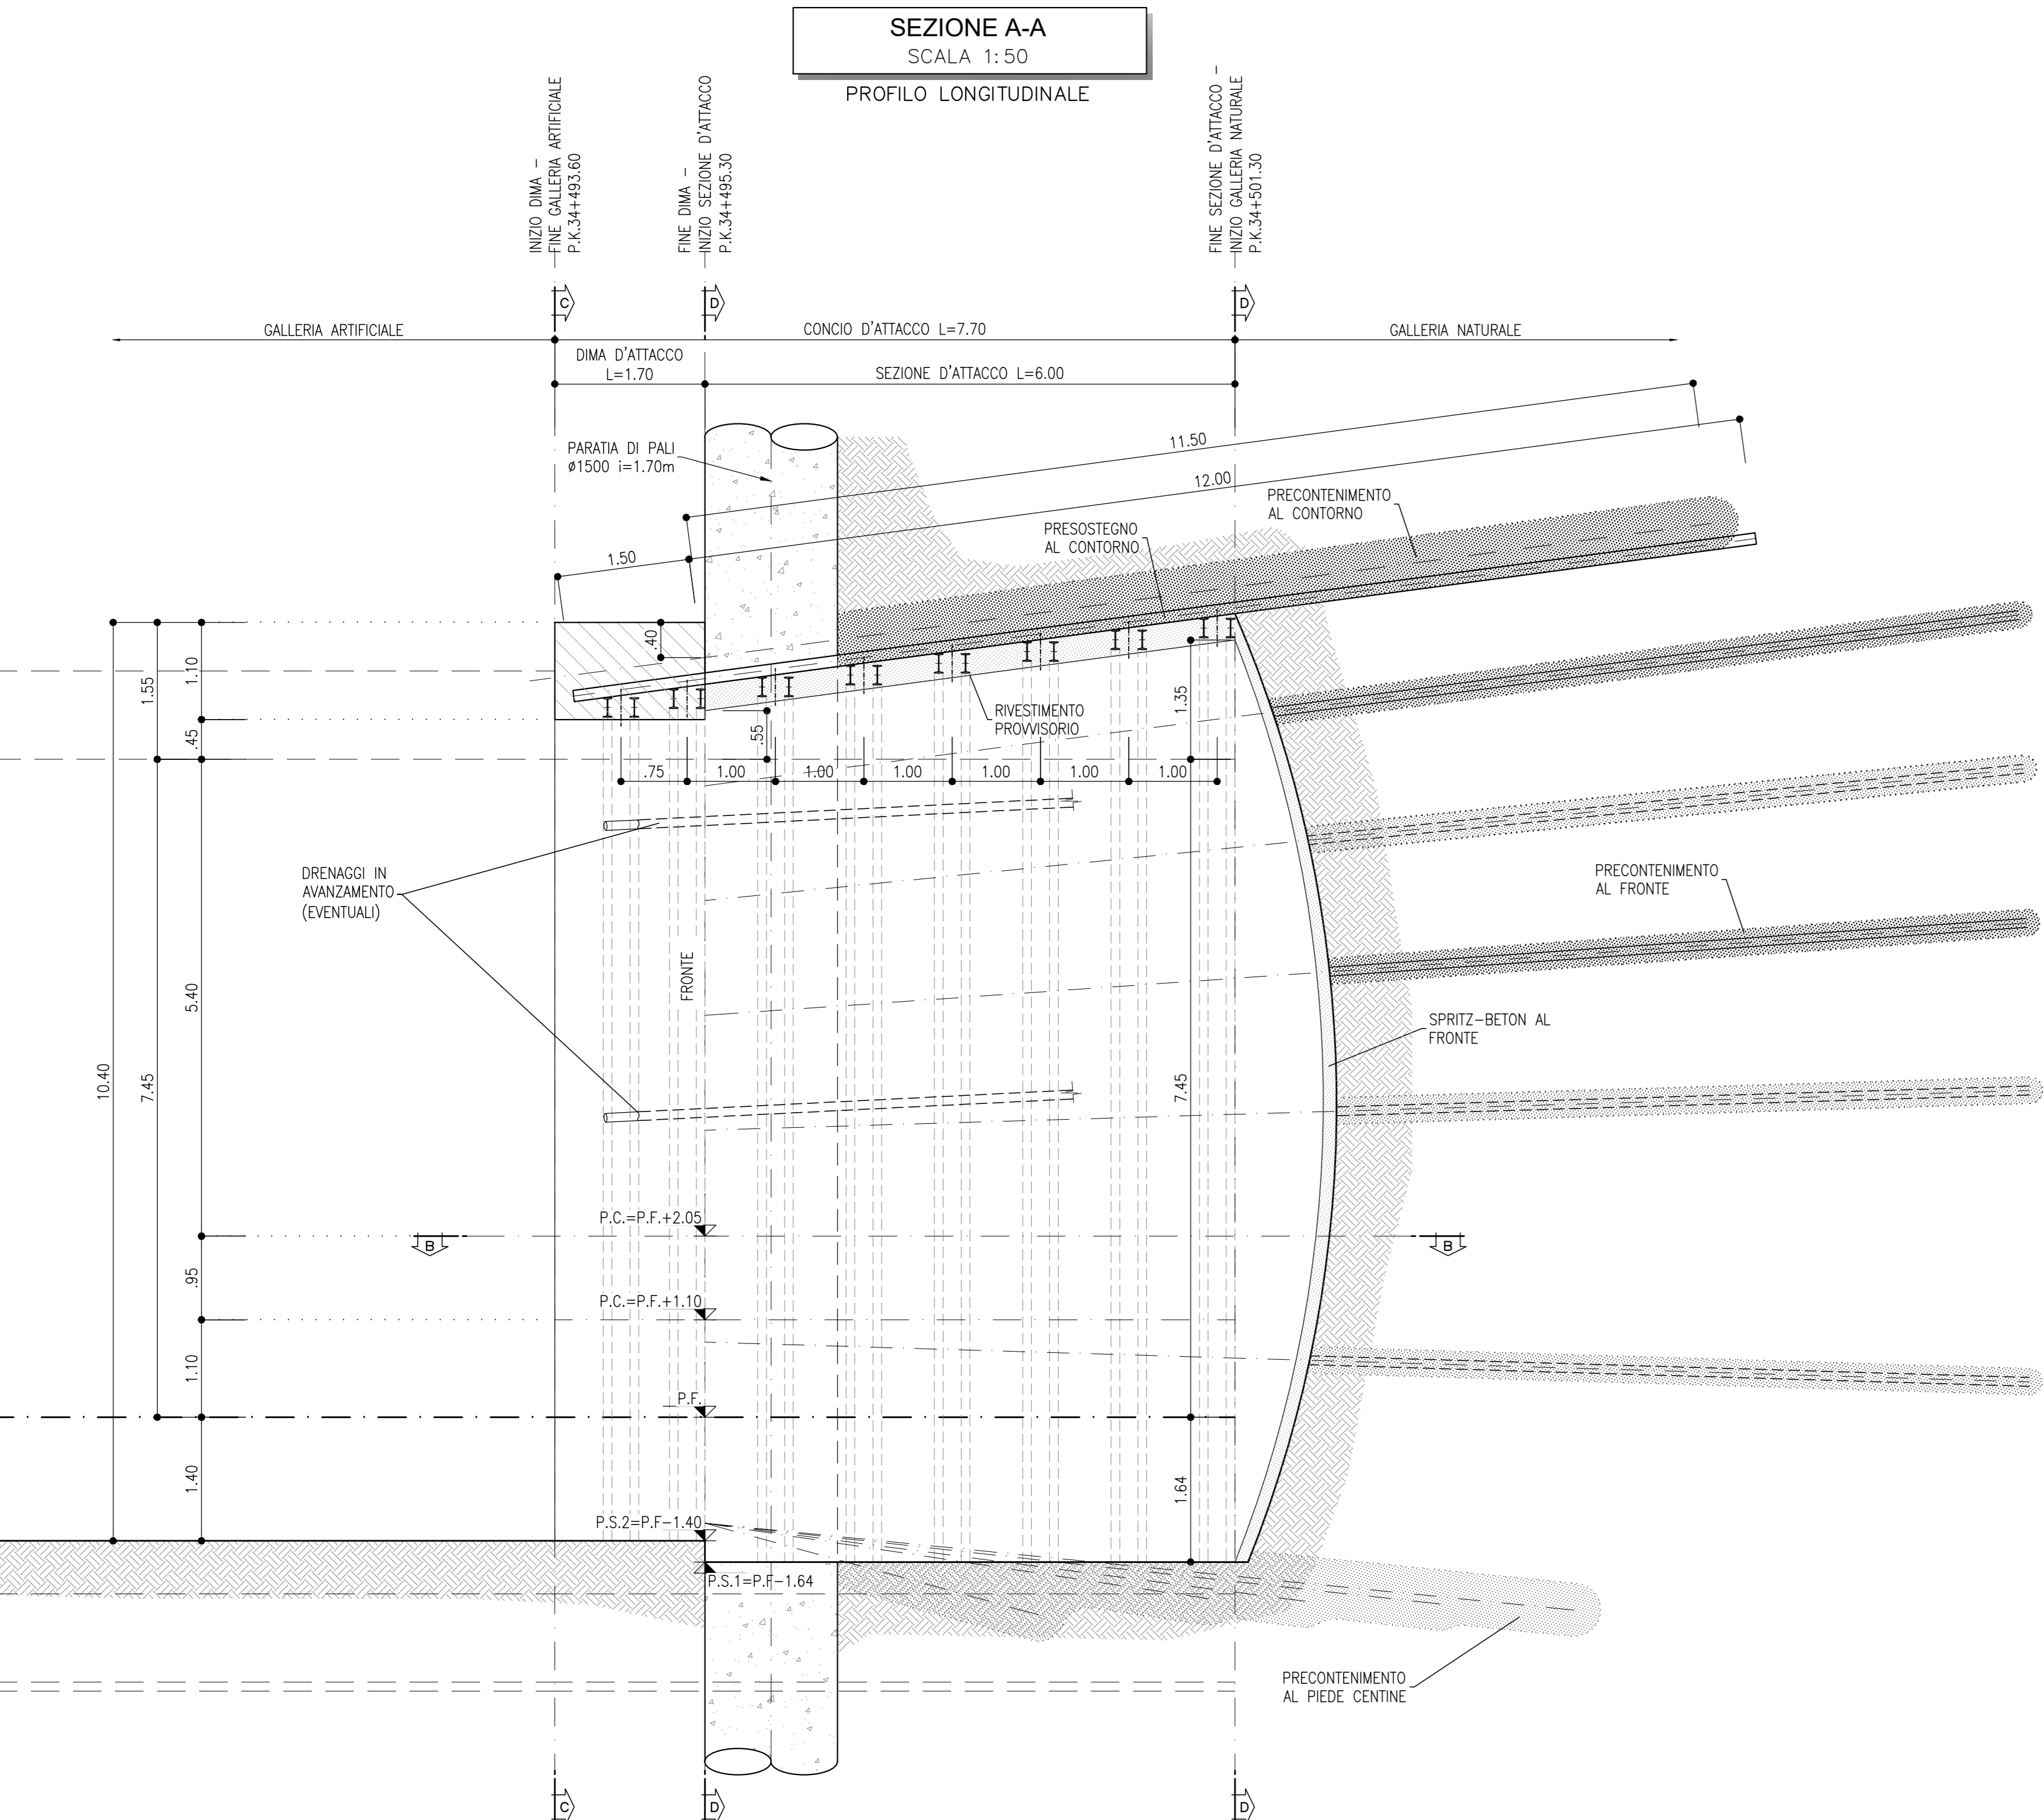 SEZIONE A-A
SCALA 1:50
PROFILO LONGITUDINALE
INIZIO DIMA -
FINE GALLERIA ARTIFICIALE
P.K.34+493.60
FINE DIMA -
INIZIO SEZIONE D'ATTACCO
P.K.34+495.30
FINE SEZIONE D'ATTACCO -
INIZIO GALLERIA NATURALE
P.K.34+501.30
C
D
D
GALLERIA ARTIFICIALE
CONCIO D'ATTACCO L=7.70
GALLERIA NATURALE
DIMA D'ATTACCO
L=1.70
SEZIONE D'ATTACCO L=6.00
PARATIA DI PALI
ø1500 i=1.70m
11.50
12.00
1.50
PRECONTENIMENTO
AL CONTORNO
PRESOSTEGNO
AL CONTORNO
.40
1.10
1.55
.45
.55
1.35
RIVESTIMENTO
PROVVISORIO
.75
1.00
1.00
1.00
1.00
1.00
1.00
DRENAGGI IN
AVANZAMENTO
(EVENTUALI)
PRECONTENIMENTO
AL FRONTE
FRONTE
5.40
10.40
7.45
7.45
SPRITZ-BETON AL
FRONTE
P.C.=P.F.+2.05
B
B
.95
P.C.=P.F.+1.10
1.10
P.F.
1.40
1.64
P.S.2=P.F-1.40
P.S.1=P.F-1.64
PRECONTENIMENTO
AL PIEDE CENTINE
C
D
D